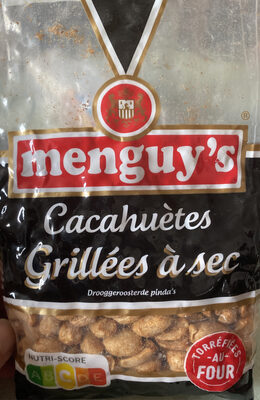 menguy's
®
Cacahuètes
Grillées à sec
Drooggeroosterde pinda's
TORRÉFIÉES
AU
FOUR
NUTRI-SCORE
A B C D E